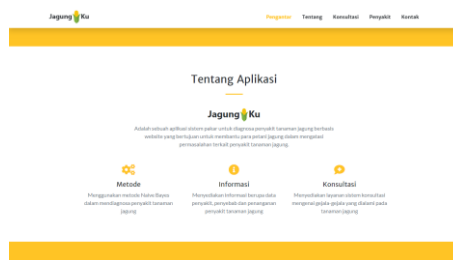 Jagung Ku
Pengantar Tentang Konsultasi Penyakit Kontak
Tentang Aplikasi
Jagung Ku
Adalah sebuah aplikasi sistem pakar untuk diagnosa penyakit tanaman jagung berbasis
website yang bertujuan untuk membantu para petani jagung dalam mengatasi
permasalahan terkait penyakit tanaman jagung.
Metode
Menggunakan metode Naive Bayes
dalam mendiagnosa penyakit tanaman
jagung
Informasi
Menyediakan Informasi berupa data
penyakit, penyebab dan penanganan
penyakit tanaman jagung
Konsultasi
Menyediakan layanan sistem konsultasi
mengenai gejala-gejala yang dialami pada
tanaman jagung